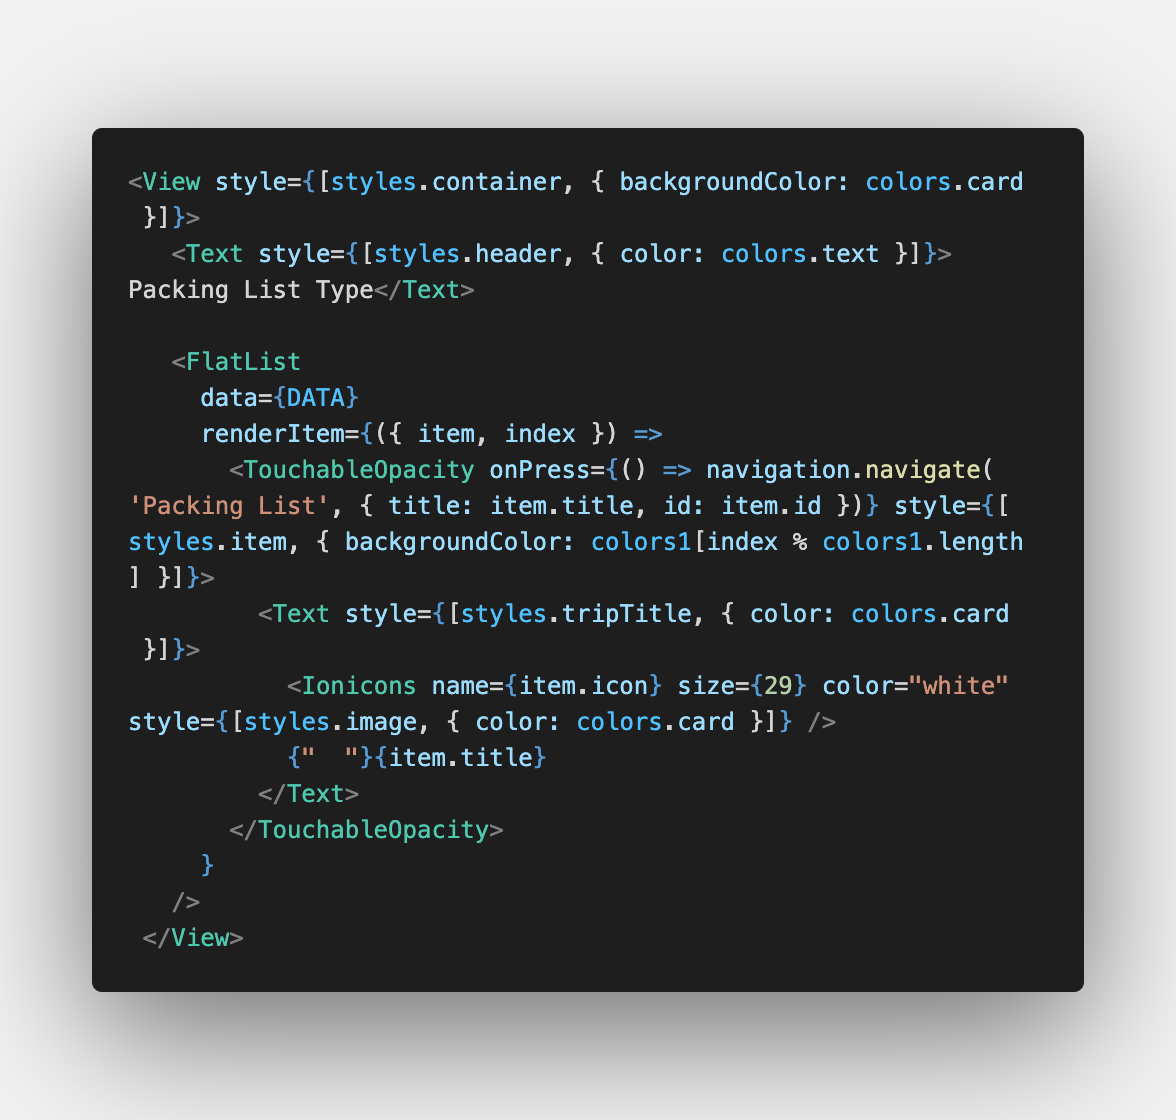 <View style={[styles.container, { backgroundColor: colors.card
 }]}>
   <Text style={[styles.header, { color: colors.text }]}>
Packing List Type</Text>

   <FlatList
     data={DATA}
     renderItem={({ item, index }) =>
       <TouchableOpacity onPress={() => navigation.navigate(
'Packing List', { title: item.title, id: item.id })} style={[
styles.item, { backgroundColor: colors1[index % colors1.length
] }]}>
         <Text style={[styles.tripTitle, { color: colors.card
 }]}>
           <Ionicons name={item.icon} size={29} color="white"
style={[styles.image, { color: colors.card }]} />
           {"  "}{item.title}
         </Text>
       </TouchableOpacity>
     }
   />
 </View>